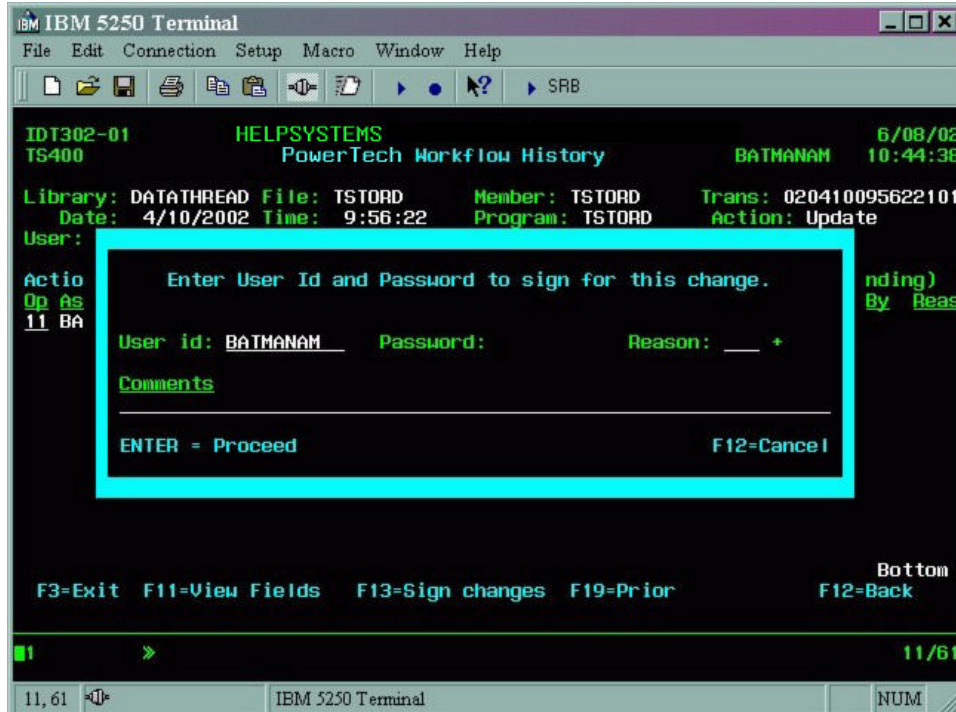 IBM IBM 5250 Terminal
File Edit Connection Setup Macro Window Help
SRB
IDT302-01 HELPSYSTEMS 6/08/02
TS400 PowerTech Workflow History BATMANAM 10:44:38
Library: DATATHREAD File: TSTORD Member: TSTORD Trans: 020410095622101
Date: 4/10/2002 Time: 9:56:22 Program: TSTORD Action: Update
User:
Enter User Id and Password to sign for this change.
Actio nding)
Op As By Reas
11 BA
User id: BATMANAM Password: Reason: ___ +
Comments
ENTER = Proceed F12=Cancel
Bottom
F3=Exit F11=View Fields F13=Sign changes F19=Prior F12=Back
1 » 11/61
11, 61 IBM 5250 Terminal NUM